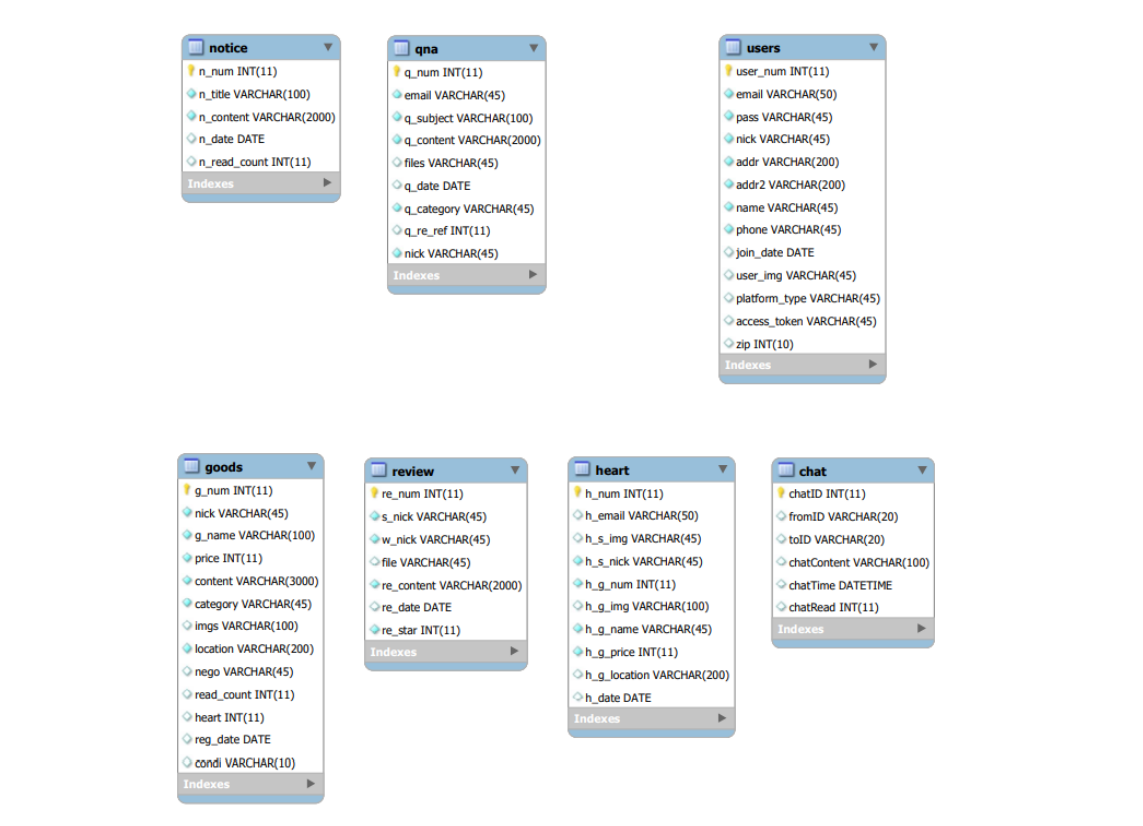 notice
n_num INT(11)
n_title VARCHAR(100)
n_content VARCHAR(2000)
n_date DATE
n_read_count INT(11)
Indexes
qna
q_num INT(11)
email VARCHAR(45)
q_subject VARCHAR(100)
q_content VARCHAR(2000)
files VARCHAR(45)
q_date DATE
q_category VARCHAR(45)
q_re_ref INT(11)
nick VARCHAR(45)
Indexes
users
user_num INT(11)
email VARCHAR(50)
pass VARCHAR(45)
nick VARCHAR(45)
addr VARCHAR(200)
addr2 VARCHAR(200)
name VARCHAR(45)
phone VARCHAR(45)
join_date DATE
user_img VARCHAR(45)
platform_type VARCHAR(45)
access_token VARCHAR(45)
zip INT(10)
Indexes
goods
g_num INT(11)
nick VARCHAR(45)
g_name VARCHAR(100)
price INT(11)
content VARCHAR(3000)
category VARCHAR(45)
imgs VARCHAR(100)
location VARCHAR(200)
nego VARCHAR(45)
read_count INT(11)
heart INT(11)
reg_date DATE
condi VARCHAR(10)
Indexes
review
re_num INT(11)
s_nick VARCHAR(45)
w_nick VARCHAR(45)
file VARCHAR(45)
re_content VARCHAR(2000)
re_date DATE
re_star INT(11)
Indexes
heart
h_num INT(11)
h_email VARCHAR(50)
h_s_img VARCHAR(45)
h_s_nick VARCHAR(45)
h_g_num INT(11)
h_g_img VARCHAR(100)
h_g_name VARCHAR(45)
h_g_price INT(11)
h_g_location VARCHAR(200)
h_date DATE
Indexes
chat
chatID INT(11)
fromID VARCHAR(20)
toID VARCHAR(20)
chatContent VARCHAR(100)
chatTime DATETIME
chatRead INT(11)
Indexes